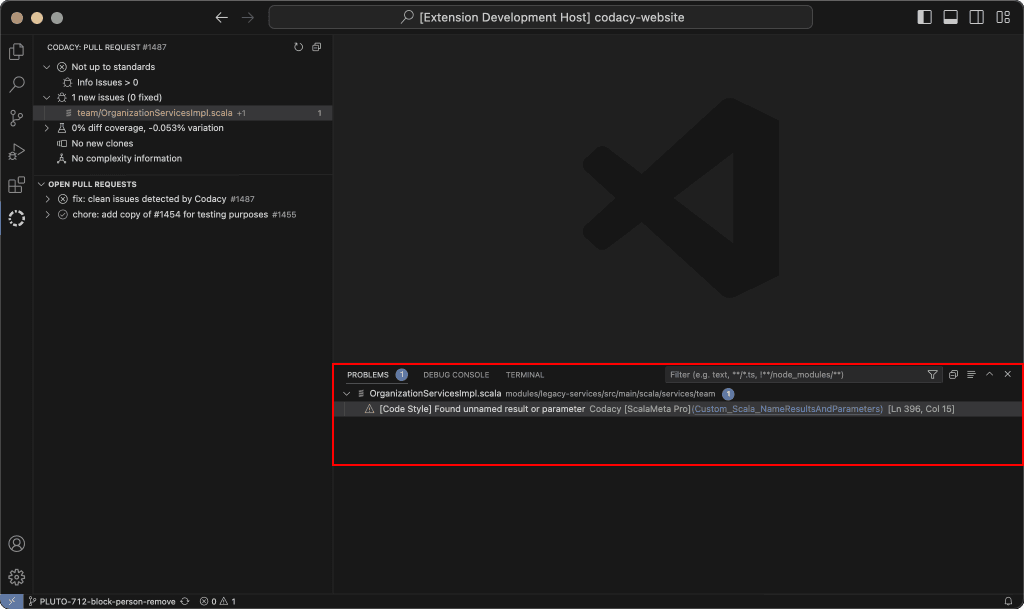 [Extension Development Host] codacy-website
CODACY: PULL REQUEST #1487
Not up to standards
Info Issues > 0
1 new issues (0 fixed)
team/OrganizationServicesImpl.scala +1 1
0% diff coverage, -0.053% variation
No new clones
No complexity information
OPEN PULL REQUESTS
fix: clean issues detected by Codacy #1487
chore: add copy of #1454 for testing purposes #1455
PROBLEMS 1 DEBUG CONSOLE TERMINAL Filter (e.g. text, **/*.ts, !**/node_modules/**)
OrganizationServicesImpl.scala modules/legacy-services/src/main/scala/services/team 1
[Code Style] Found unnamed result or parameter Codacy [ScalaMeta Pro](Custom_Scala_NameResultsAndParameters) [Ln 396, Col 15]
PLUTO-712-block-person-remove 0 1